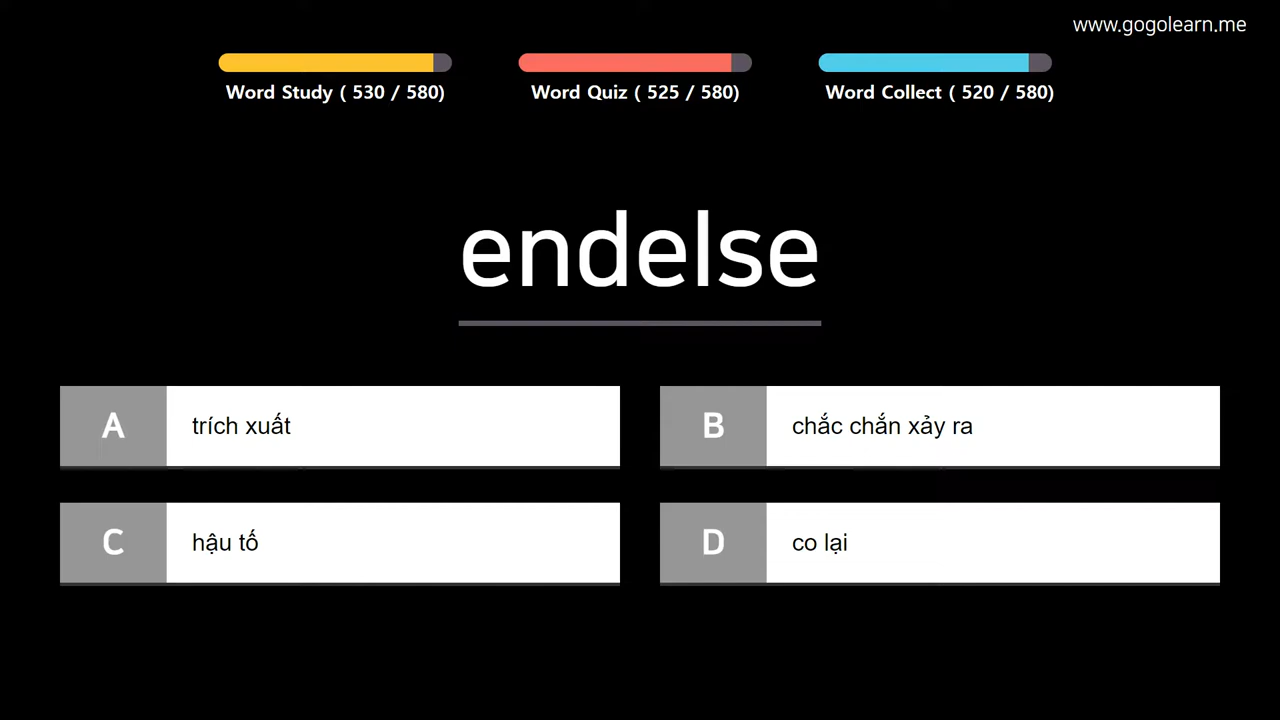 www.gogolearn.me
Word Study ( 530 / 580)
Word Quiz ( 525 / 580)
Word Collect ( 520 / 580)
endelse
A trích xuất
B chắc chắn xảy ra
C hậu tố
D co lại